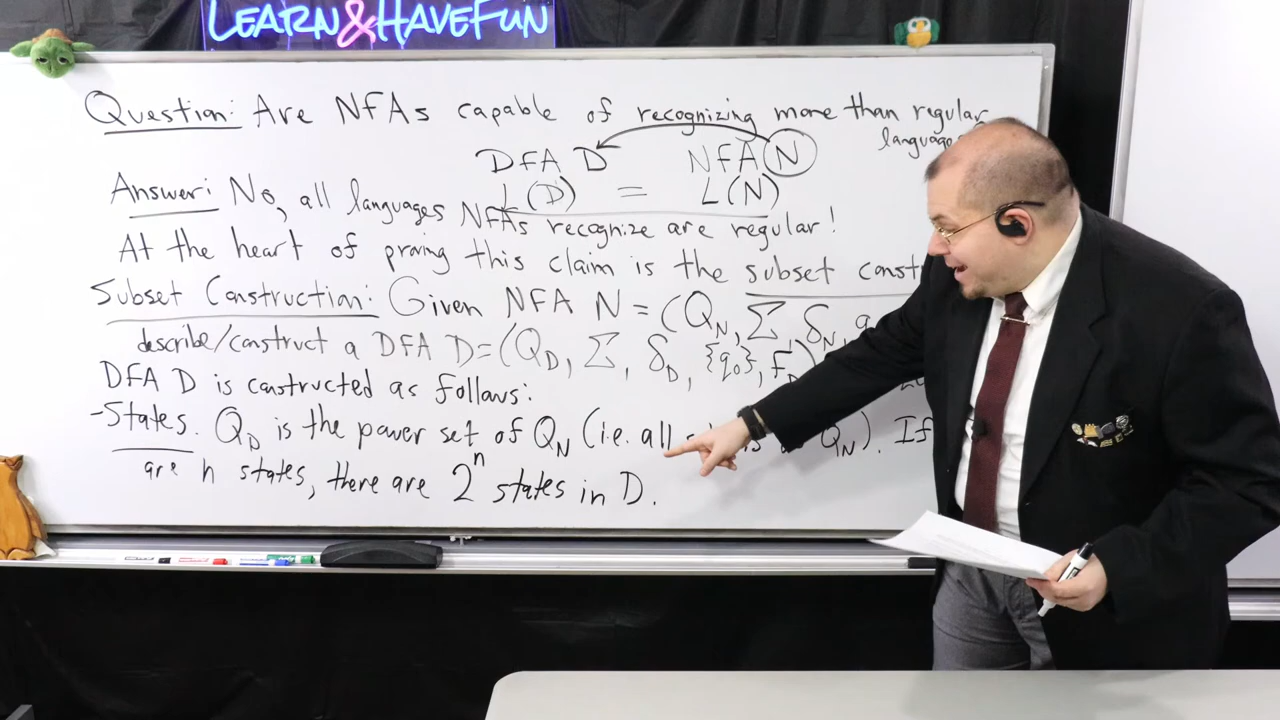 LEARN&HAVEFUN
Question: Are NFAs capable of recognizing more than regular
languages
DFA D NFA N
Answer: No, all languages NFAs recognize are regular!
L(D) = L(N)
At the heart of proving this claim is the subset
Subset Construction: Given NFA N = (Q_N, Σ, δ_N,
describe/construct a DFA D=(Q_D, Σ, δ_D, {q₀}, F_D)
DFA D is constructed as follows:
-States. Q_D is the power set of Q_N (i.e. all Q_N). If
are n states, there are 2^n states in D.